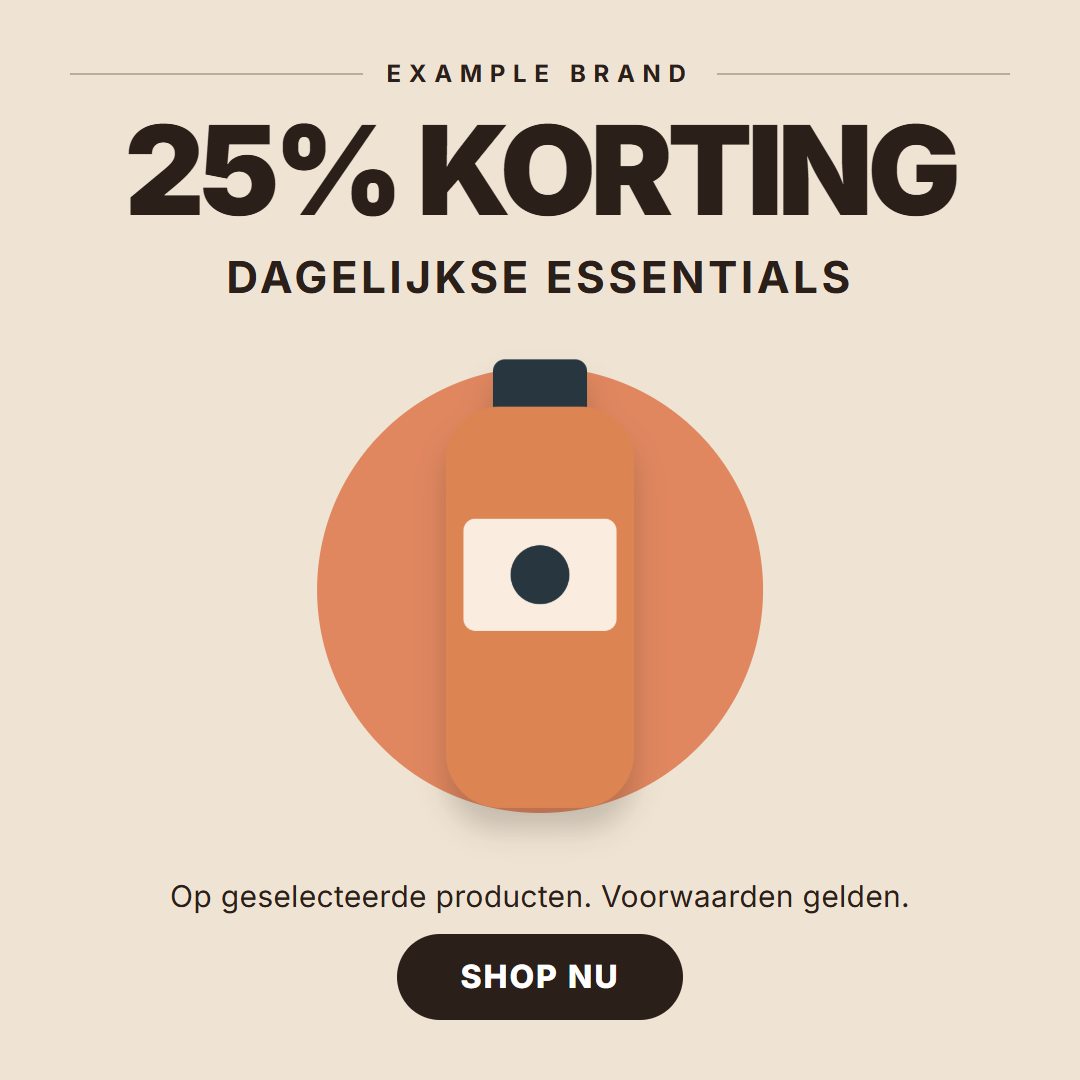 EXAMPLE BRAND
25% KORTING
DAGELIJKSE ESSENTIALS
Op geselecteerde producten. Voorwaarden gelden.
SHOP NU